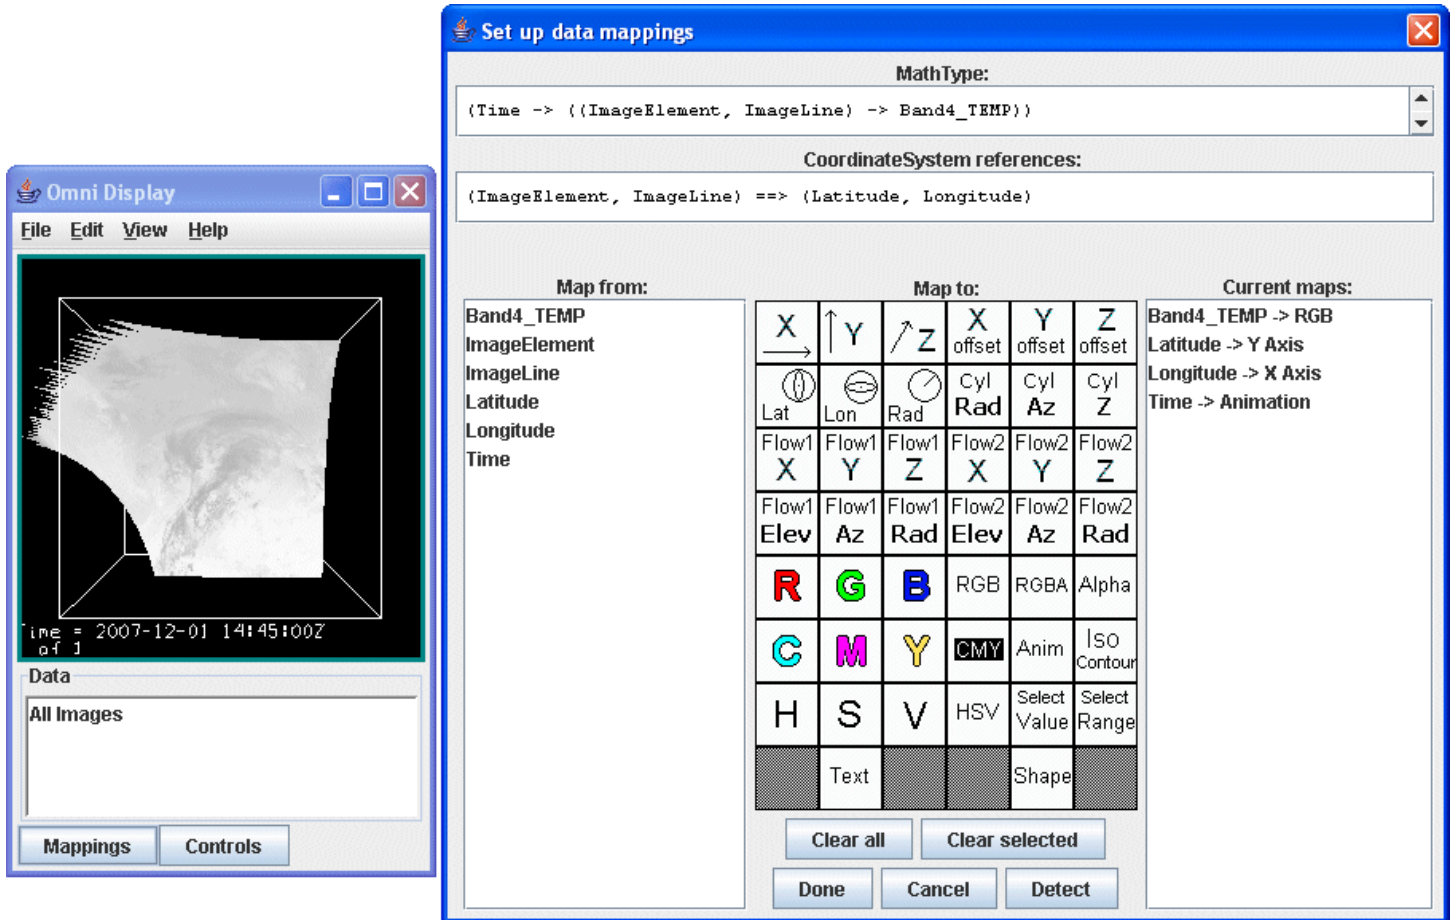 Omni Display
File Edit View Help
Time = 2007-12-01 14:45:00Z
of 1
Data
All Images
Mappings Controls
Set up data mappings
MathType:
(Time -> ((ImageElement, ImageLine) -> Band4_TEMP))
CoordinateSystem references:
(ImageElement, ImageLine) ==> (Latitude, Longitude)
Map from:
Band4_TEMP
ImageElement
ImageLine
Latitude
Longitude
Time
Map to:
X Y Z X Y Z
offset offset offset
Cyl Cyl Cyl
Lat Lon Rad Rad Az Z
Flow1 Flow1 Flow1 Flow2 Flow2 Flow2
X Y Z X Y Z
Flow1 Flow1 Flow1 Flow2 Flow2 Flow2
Elev Az Rad Elev Az Rad
R G B RGB RGBA Alpha
C M Y CMY Anim Iso
Contour
H S V HSV Select Select
Value Range
Text Shape
Clear all Clear selected
Done Cancel Detect
Current maps:
Band4_TEMP -> RGB
Latitude -> Y Axis
Longitude -> X Axis
Time -> Animation